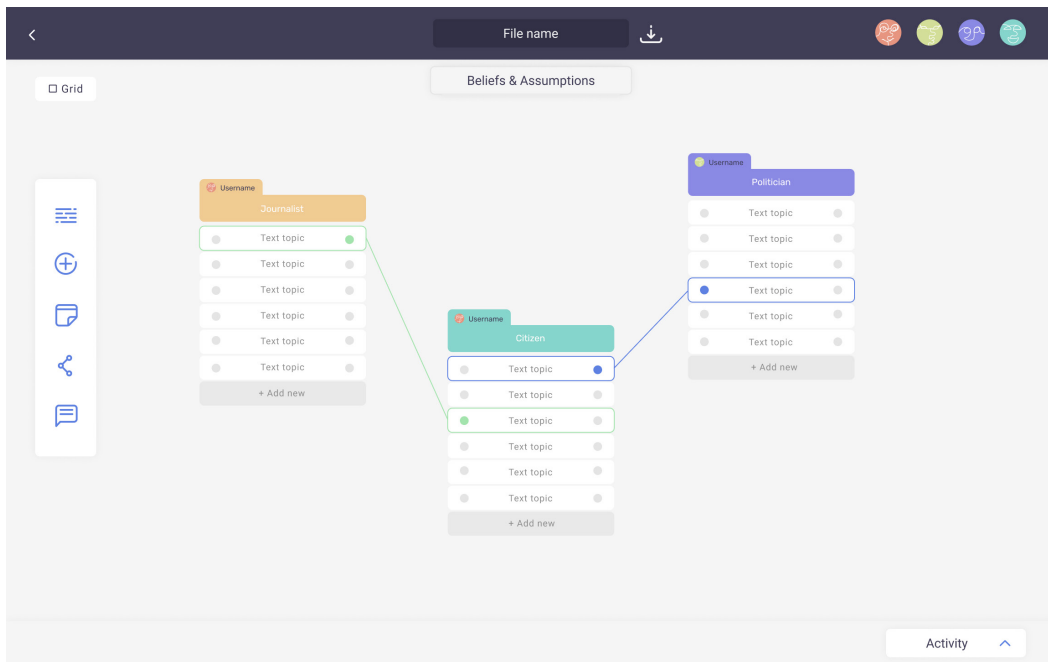 File name
Beliefs & Assumptions
Grid
Username
Journalist
Text topic
Text topic
Text topic
Text topic
Text topic
Text topic
+ Add new
Username
Citizen
Text topic
Text topic
Text topic
Text topic
Text topic
Text topic
+ Add new
Username
Politician
Text topic
Text topic
Text topic
Text topic
Text topic
Text topic
+ Add new
Activity